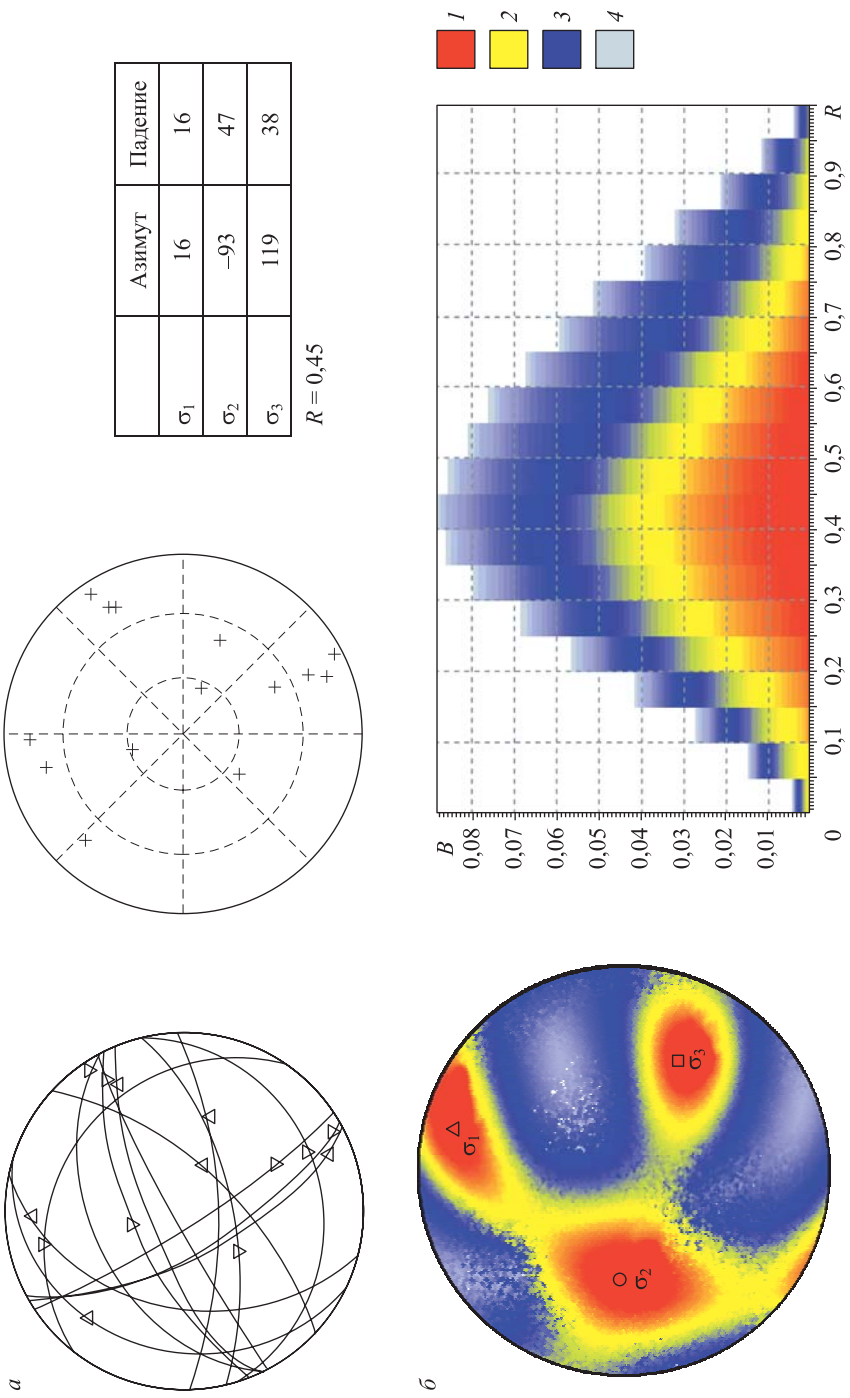 а
Азимут Падение
σ1 16 16
σ2 –93 47
σ3 119 38
R = 0,45
б
σ1
σ2
σ3
B
0,08
0,07
0,06
0,05
0,04
0,03
0,02
0,01
0 0,1 0,2 0,3 0,4 0,5 0,6 0,7 0,8 0,9 R
1
2
3
4